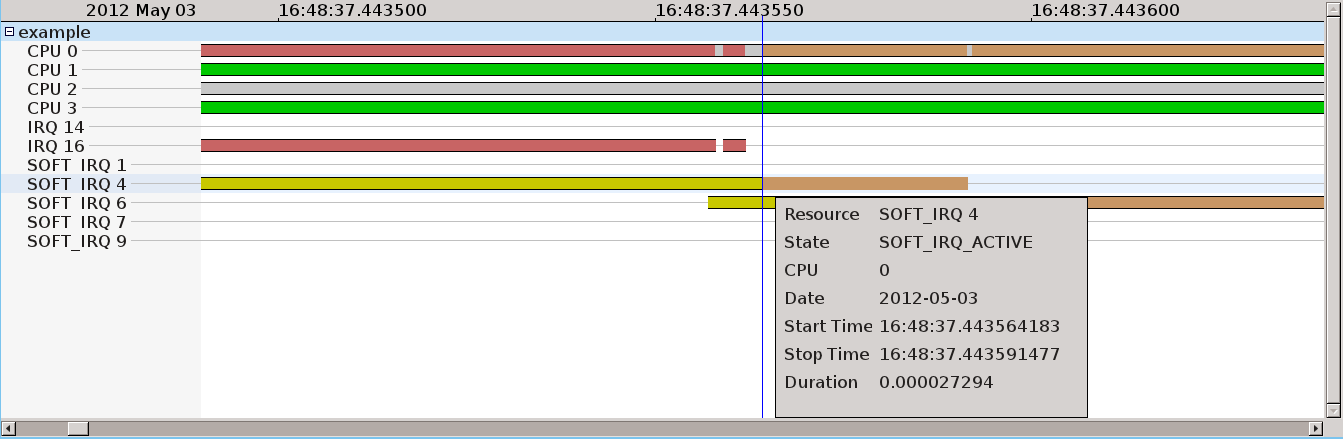 2012 May 03 16:48:37.443500 16:48:37.443550 16:48:37.443600
example
CPU 0
CPU 1
CPU 2
CPU 3
IRQ 14
IRQ 16
SOFT_IRQ 1
SOFT_IRQ 4
SOFT_IRQ 6
SOFT_IRQ 7
SOFT_IRQ 9
Resource SOFT_IRQ 4
State SOFT_IRQ_ACTIVE
CPU 0
Date 2012-05-03
Start Time 16:48:37.443564183
Stop Time 16:48:37.443591477
Duration 0.000027294